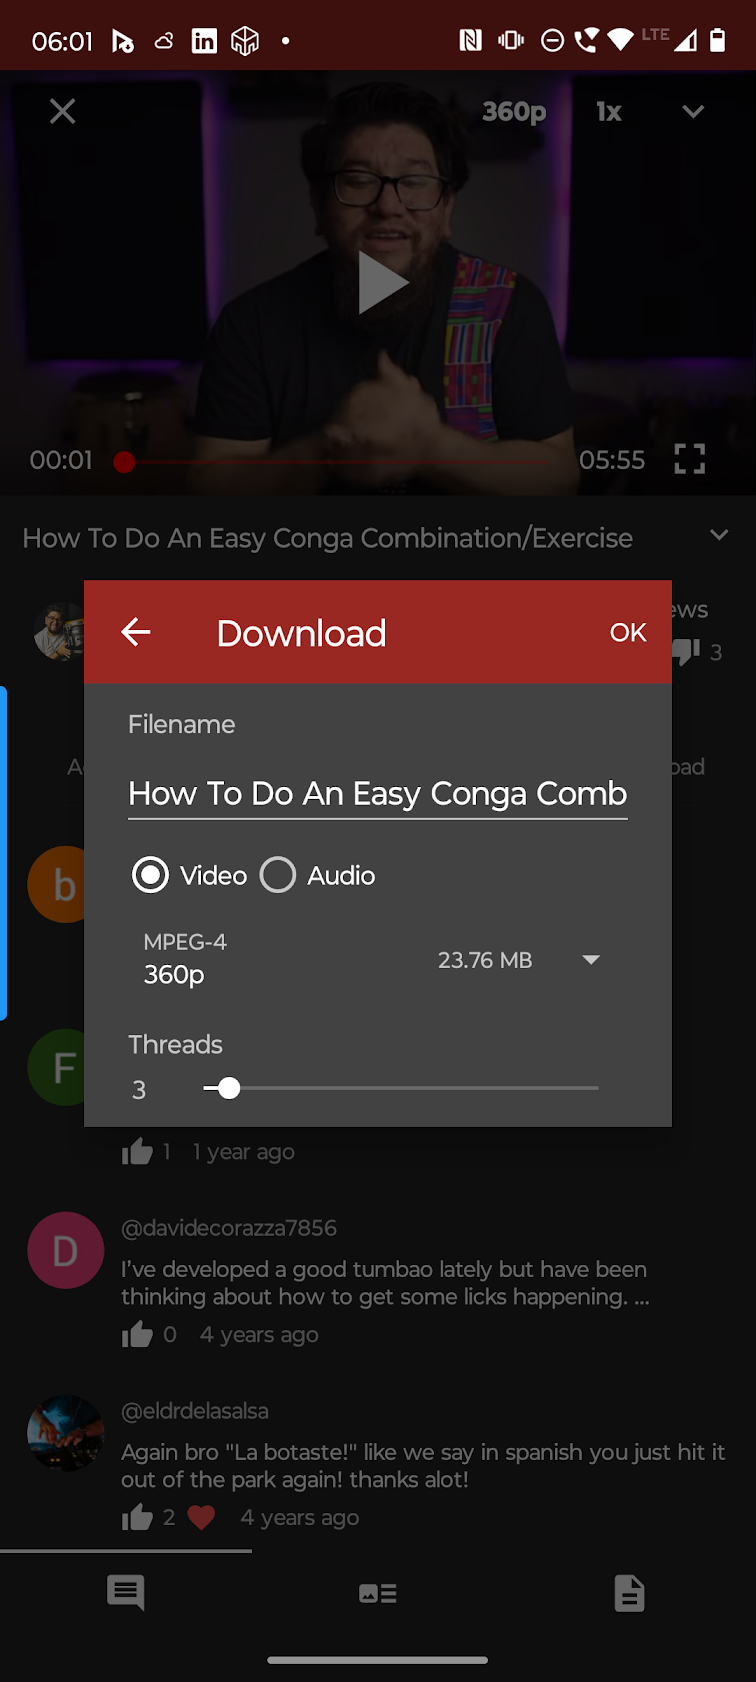 06:01
LTE
360p 1x
00:01 05:55
How To Do An Easy Conga Combination/Exercise
ews
3
Download OK
Filename
A
oad
How To Do An Easy Conga Comb
b
Video Audio
MPEG-4
360p
23.76 MB
Threads
F
3
1 1 year ago
@davidecorazza7856
D
I've developed a good tumbao lately but have been
thinking about how to get some licks happening. ...
0 4 years ago
@eldrdelasalsa
Again bro "La botaste!" like we say in spanish you just hit it
out of the park again! thanks alot!
2 4 years ago